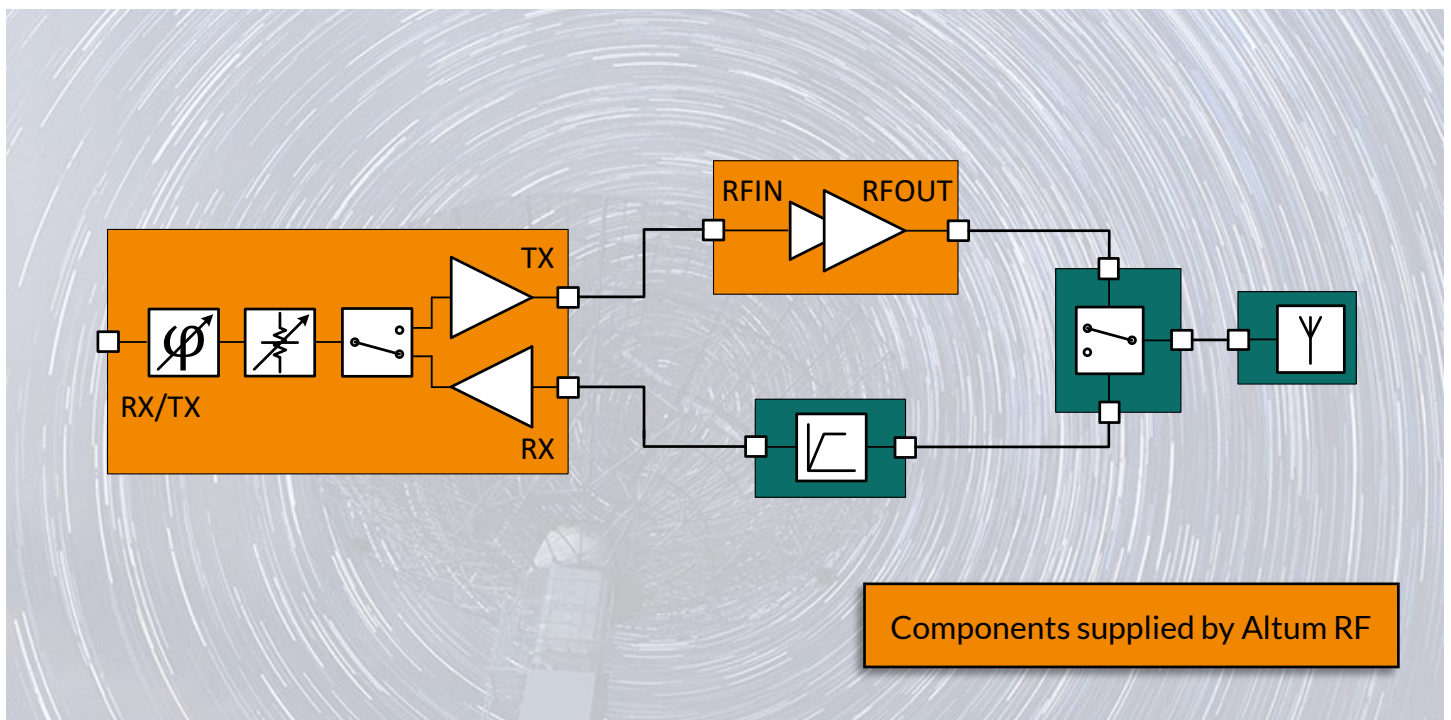 RFIN
RFOUT
TX
φ
RX/TX
RX
Components supplied by Altum RF